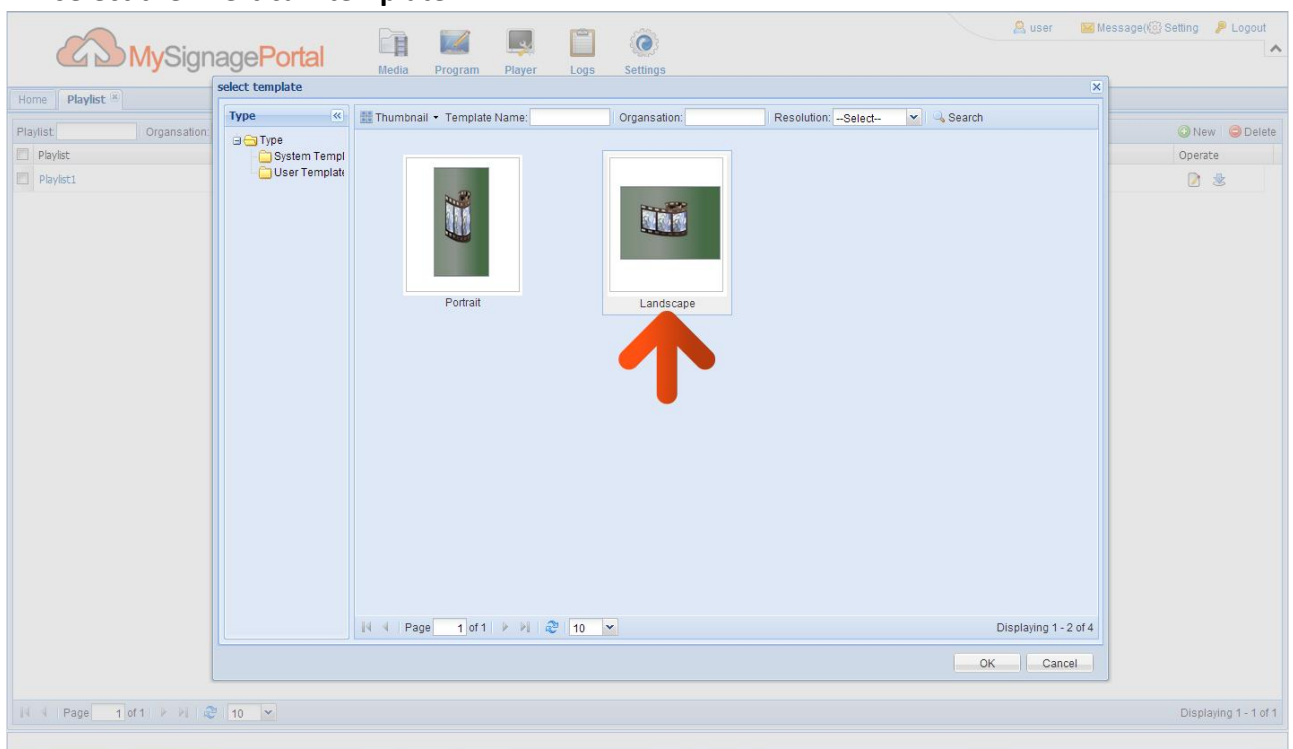 user Message( Setting Logout
MySignagePortal
Media Program Player Logs Settings
select template
Home Playlist
Type Thumbnail Template Name: Organsation: Resolution: --Select-- Search
Playlist: Organsation: New Delete
Type
Playlist System Templ Operate
User Template
Playlist1
Portrait Landscape
Page 1 of 1 10 Displaying 1 - 2 of 4
OK Cancel
Page 1 of 1 10 Displaying 1 - 1 of 1